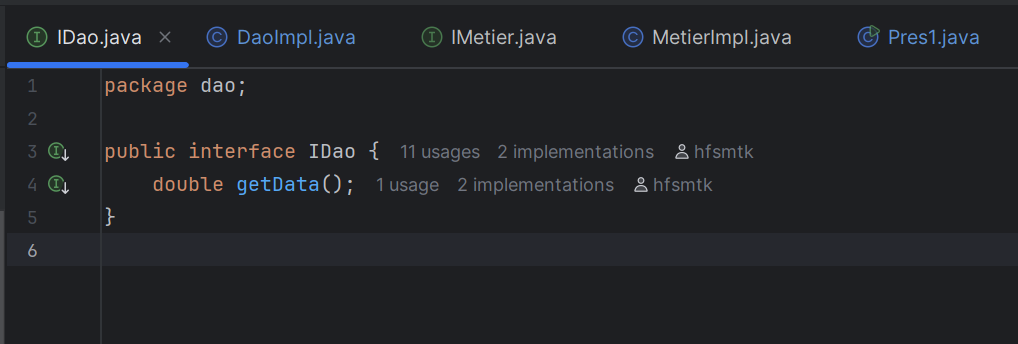 IDao.java DaoImpl.java IMetier.java MetierImpl.java Pres1.java
1 package dao;
2
3 public interface IDao { 11 usages 2 implementations hfsmtk
4 double getData(); 1 usage 2 implementations hfsmtk
5 }
6